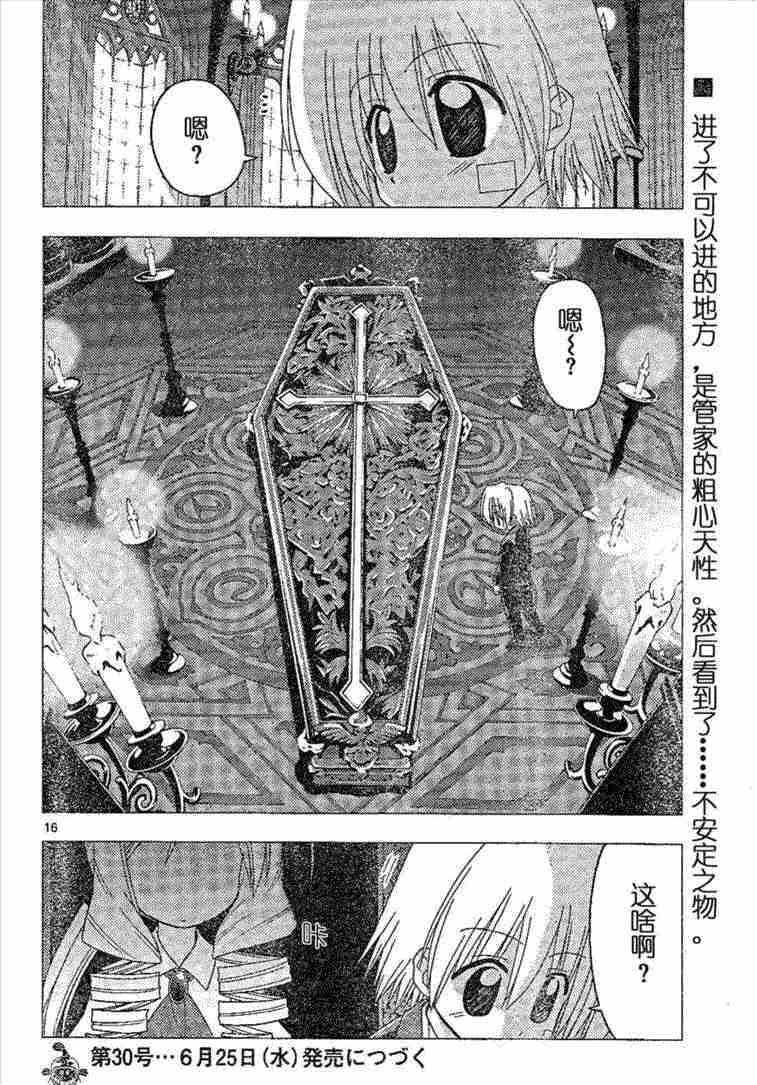 ■ 进了不可以进的地方,是管家的粗心天性。然后看到了……不安定之物。
嗯?
嗯~?
16
这啥啊?
咔
第30号…6月25日(水)発売につづく